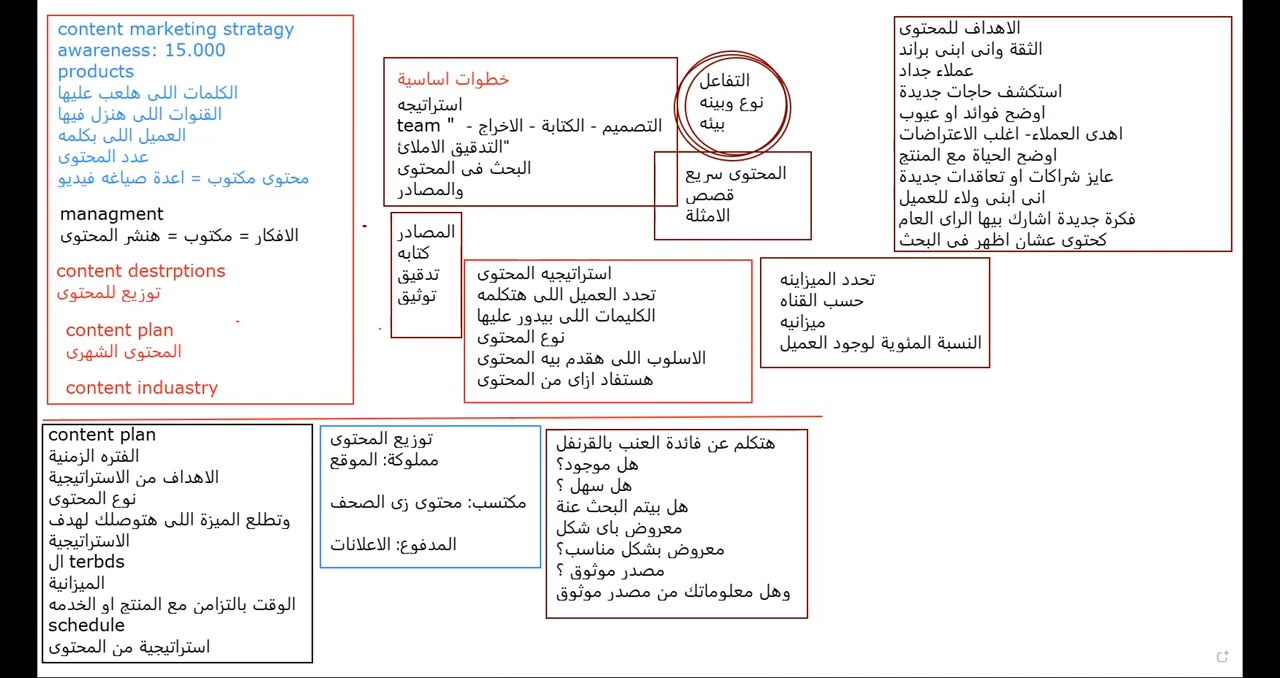 content marketing stratagy
awareness: 15.000
products
الكلمات اللى هلعب عليها
القنوات اللى هنزل فيها
العميل اللى بكلمه
عدد المحتوى
محتوى مكتوب = اعدة صياغه فيديو
managment
الافكار = مكتوب = هنشر المحتوى
content destrptions
توزيع للمحتوى
content plan
المحتوى الشهرى
content induastry
خطوات اساسية
استراتيجه
team " التصميم - الكتابة - الاخراج -
التدقيق الاملائ"
البحث فى المحتوى
والمصادر
التفاعل
نوع وبينه
بيئه
المحتوى سريع
قصص
الامثلة
الاهداف للمحتوى
الثقة وانى ابنى براند
عملاء جداد
استكشف حاجات جديدة
اوضح فوائد او عيوب
اهدى العملاء- اغلب الاعتراضات
اوضح الحياة مع المنتج
عايز شراكات او تعاقدات جديدة
انى ابنى ولاء للعميل
فكرة جديدة اشارك بيها الراى العام
كحتوى عشان اظهر فى البحث
المصادر
كتابه
تدقيق
توثيق
استراتيجيه المحتوى
تحدد العميل اللى هتكلمه
الكليمات اللى بيدور عليها
نوع المحتوى
الاسلوب اللى هقدم بيه المحتوى
هستفاد ازاى من المحتوى
تحدد الميزاينه
حسب القناه
ميزانيه
النسبة المئوية لوجود العميل
content plan
الفتره الزمنية
الاهداف من الاستراتيجية
نوع المحتوى
وتطلع الميزة اللى هتوصلك لهدف
الاستراتيجية
ال terbds
الميزانية
الوقت بالتزامن مع المنتج او الخدمه
schedule
استراتيجية من المحتوى
توزيع المحتوى
مملوكة: الموقع
مكتسب: محتوى زى الصحف
المدفوع: الاعلانات
هتكلم عن فائدة العنب بالقرنفل
هل موجود؟
هل سهل ؟
هل بيتم البحث عنة
معروض باى شكل
معروض بشكل مناسب؟
مصدر موثوق ؟
وهل معلوماتك من مصدر موثوق